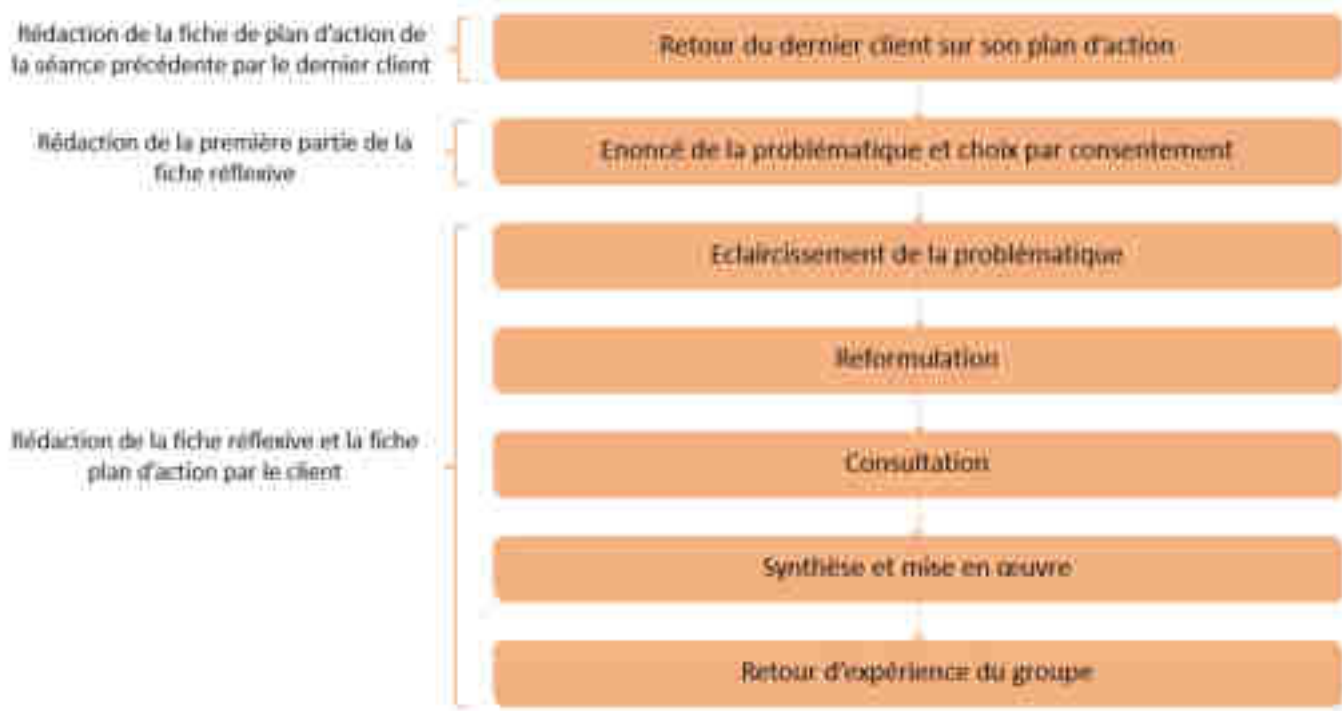 Rédaction de la fiche de plan d'action de
la séance précédente par le dernier client
Retour du dernier client sur son plan d'action
Rédaction de la première partie de la
fiche réflexive
Enoncé de la problématique et choix par consentement
Eclaircissement de la problématique
Reformulation
Rédaction de la fiche réflexive et la fiche
plan d'action par le client
Consultation
Synthèse et mise en œuvre
Retour d'expérience du groupe